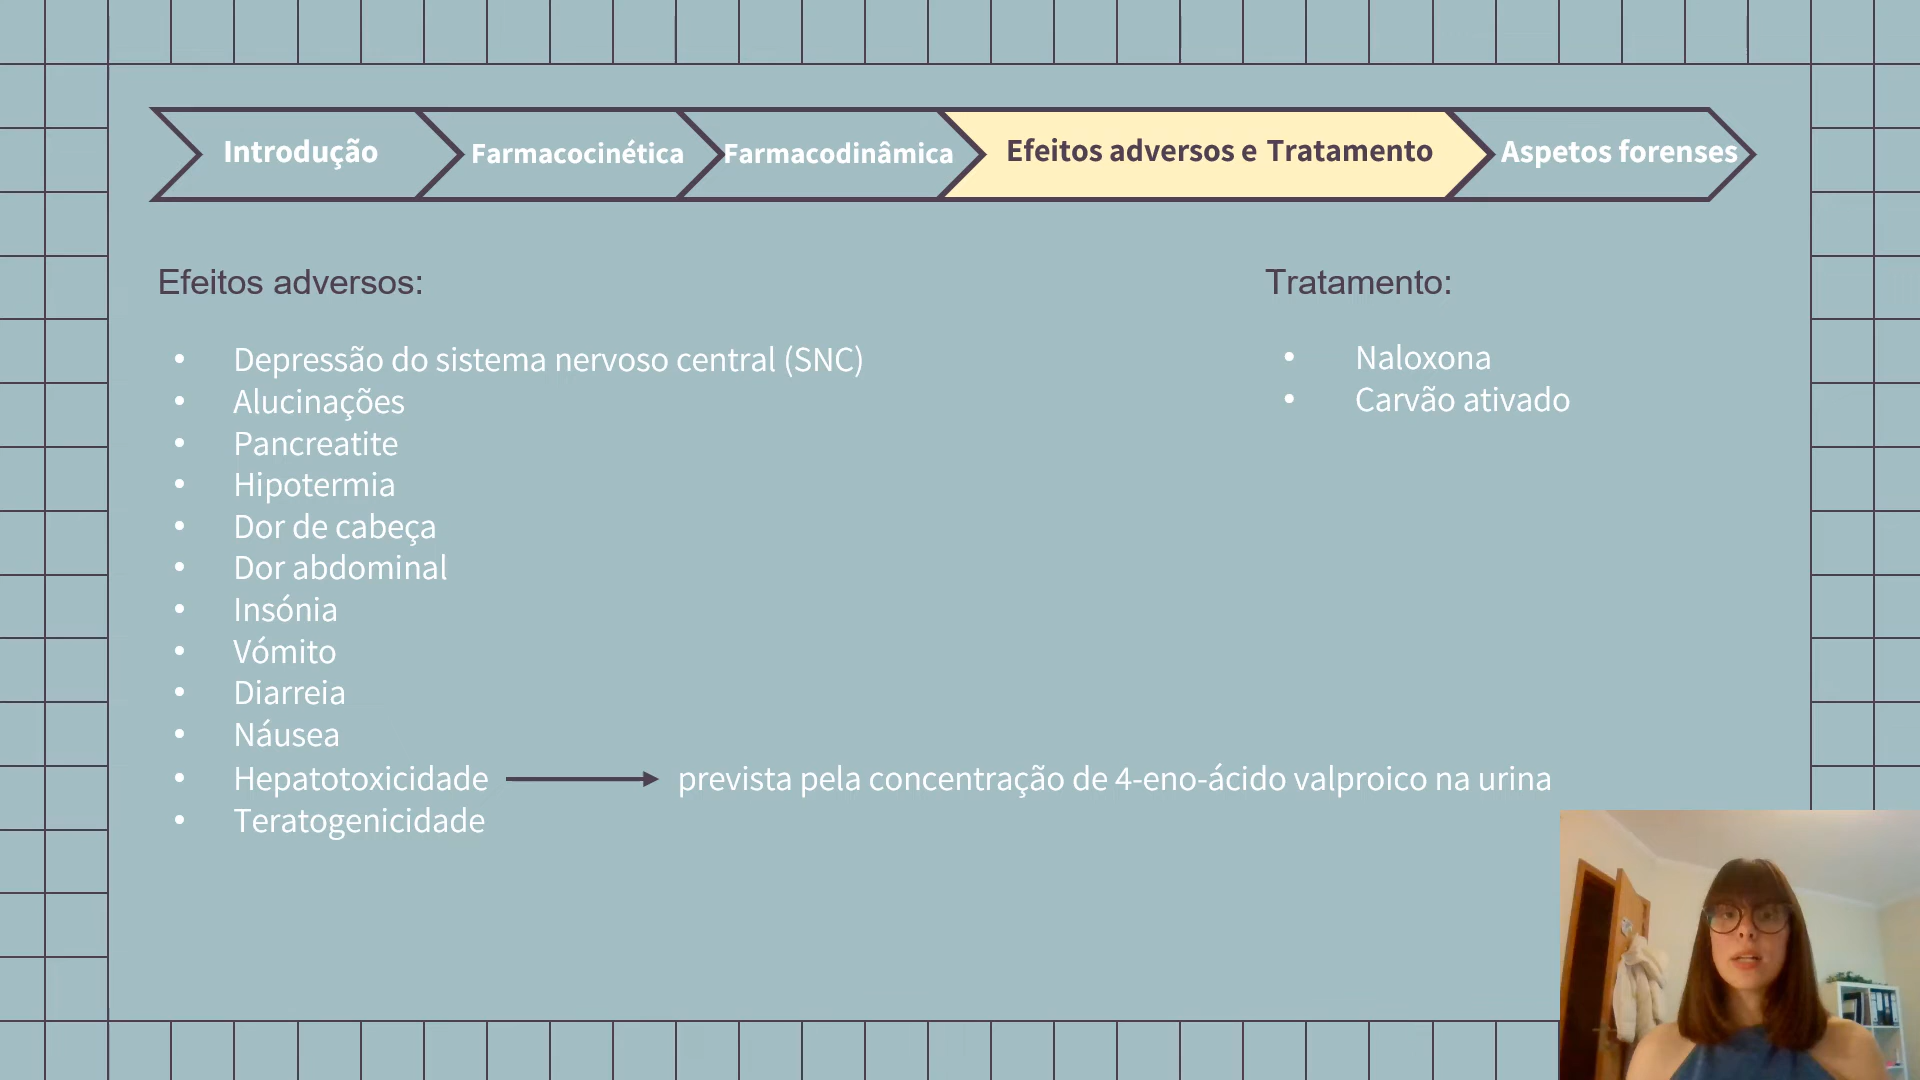 Introdução
Farmacocinética
Farmacodinâmica
Efeitos adversos e Tratamento
Aspetos forenses
Efeitos adversos:
Depressão do sistema nervoso central (SNC)
Alucinações
Pancreatite
Hipotermia
Dor de cabeça
Dor abdominal
Insónia
Vómito
Diarreia
Náusea
Hepatotoxicidade
prevista pela concentração de 4-eno-ácido valproico na urina
Teratogenicidade
Tratamento:
Naloxona
Carvão ativado